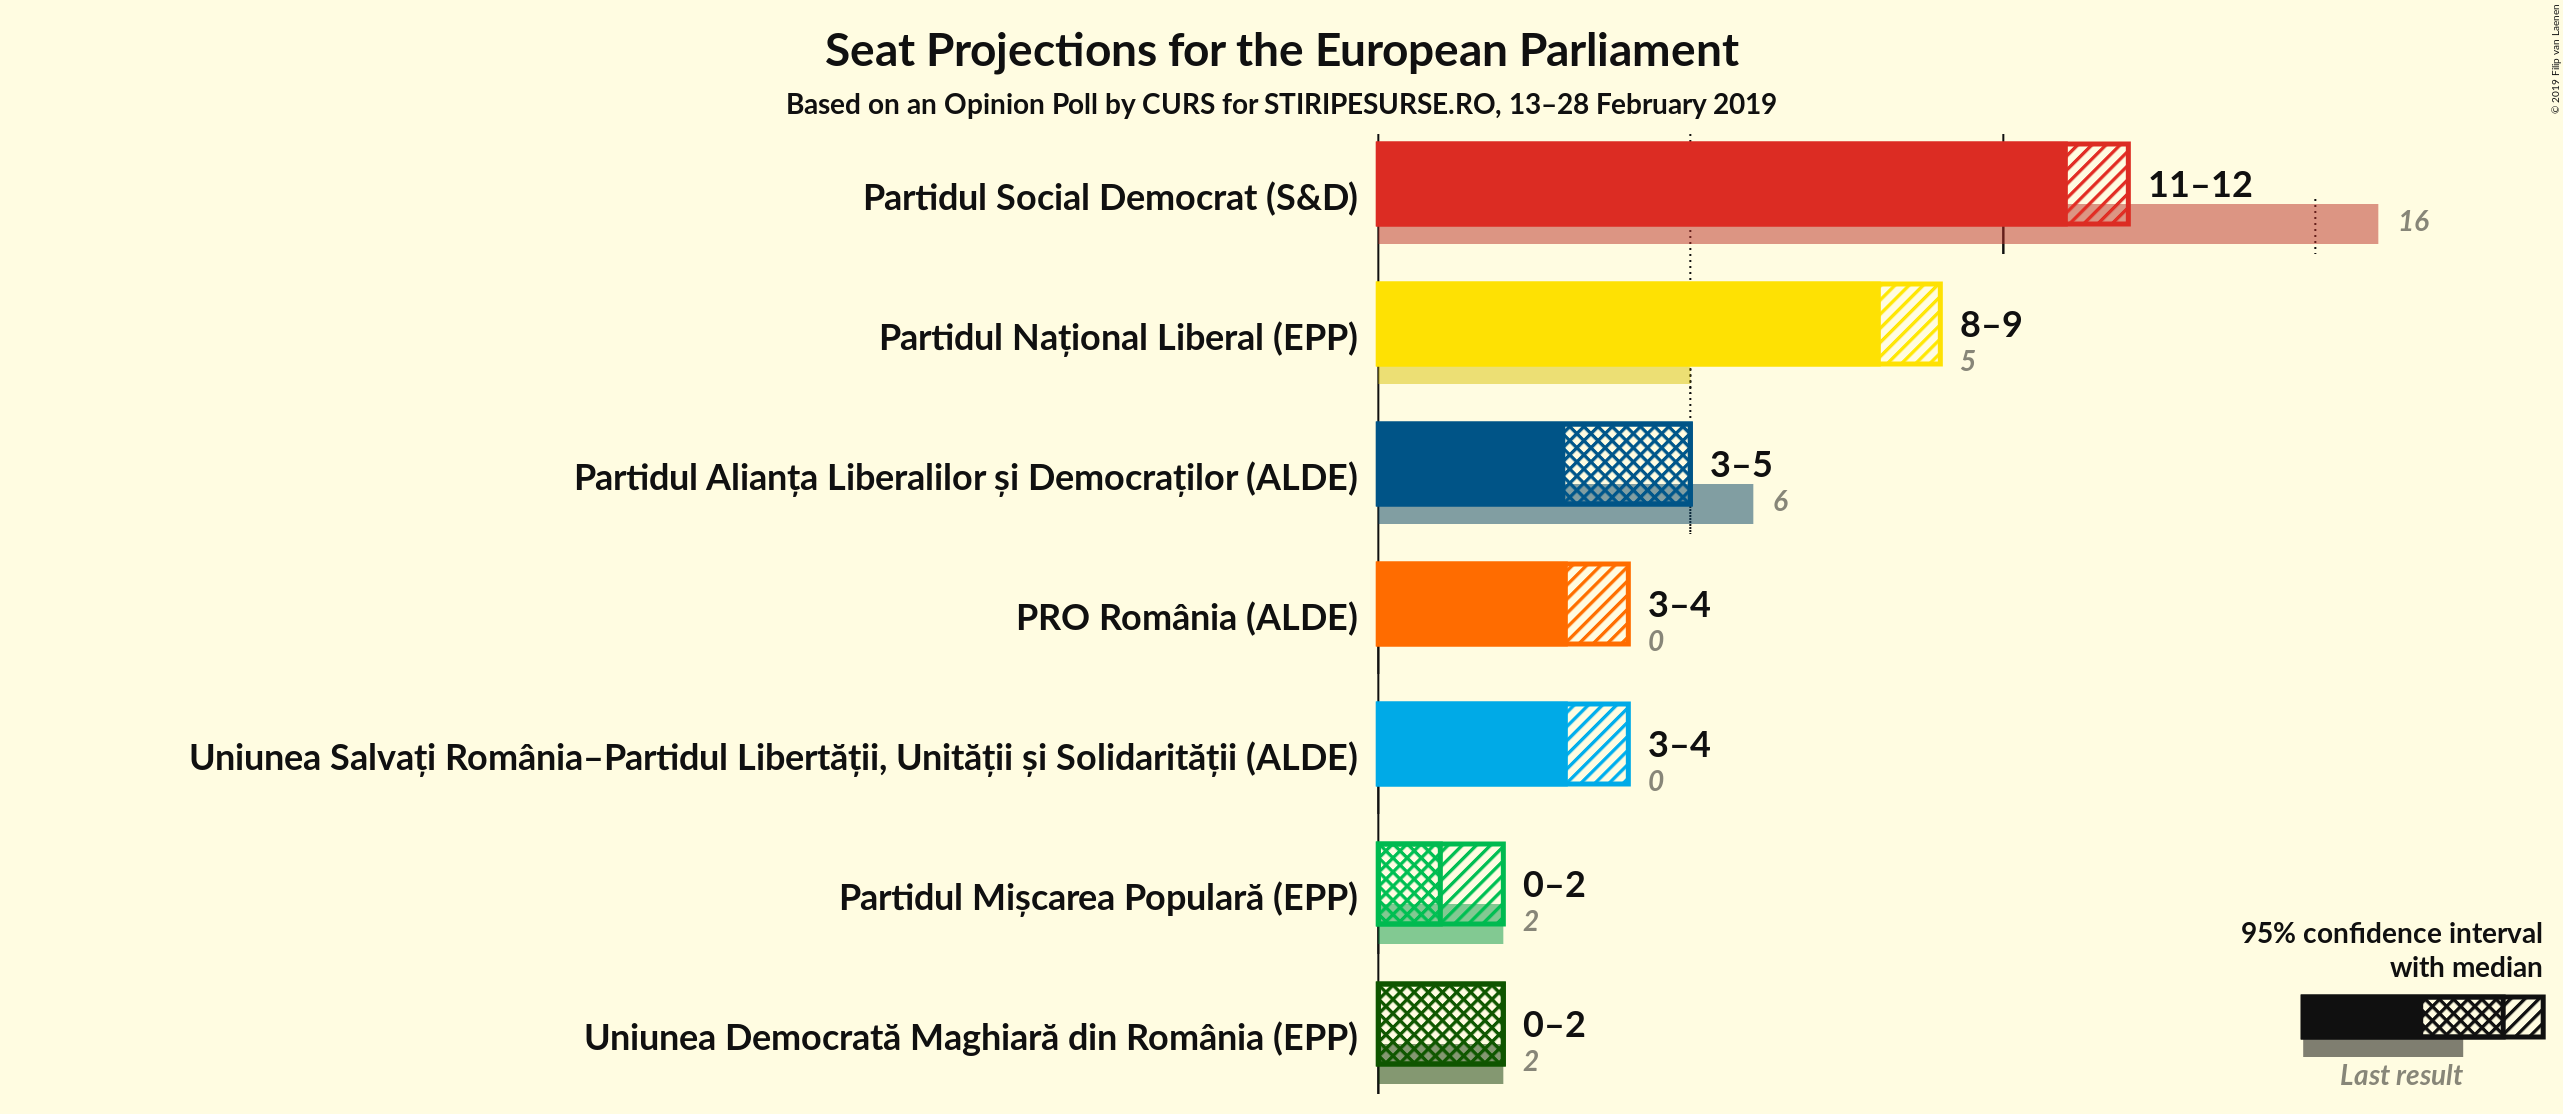 Seat Projections for the European Parliament
Based on an Opinion Poll by CURS for STIRIPESURSE.RO, 13–28 February 2019
© 2019 Filip van Laenen
Partidul Social Democrat (S&D)
11–12
16
Partidul Național Liberal (EPP)
8–9
5
Partidul Alianța Liberalilor și Democraților (ALDE)
3–5
6
PRO România (ALDE)
3–4
0
Uniunea Salvați România–Partidul Libertății, Unității și Solidarității (ALDE)
3–4
0
Partidul Mișcarea Populară (EPP)
0–2
2
Uniunea Democrată Maghiară din România (EPP)
0–2
2
95% confidence interval
with median
Last result